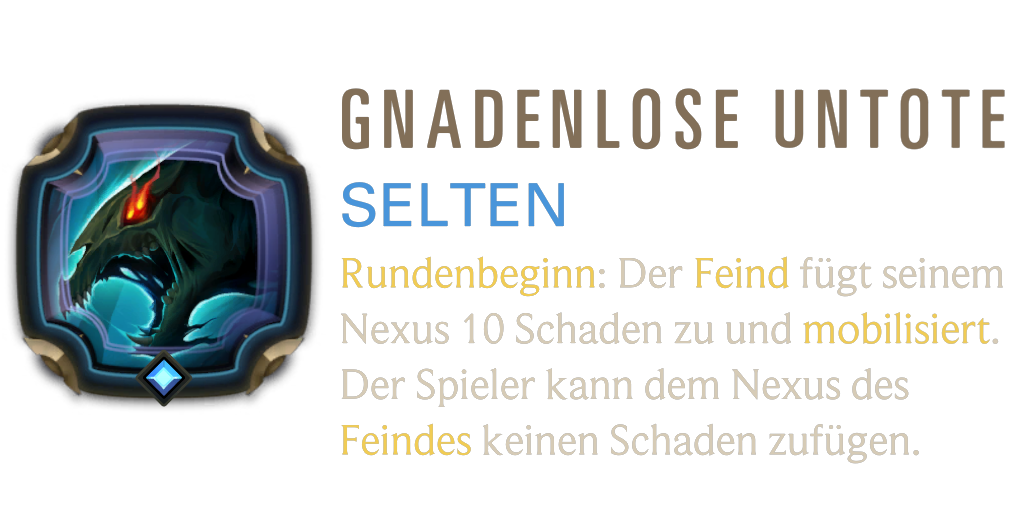 GNADENLOSE UNTOTE
SELTEN
Rundenbeginn: Der Feind fügt seinem
Nexus 10 Schaden zu und mobilisiert.
Der Spieler kann dem Nexus des
Feindes keinen Schaden zufügen.